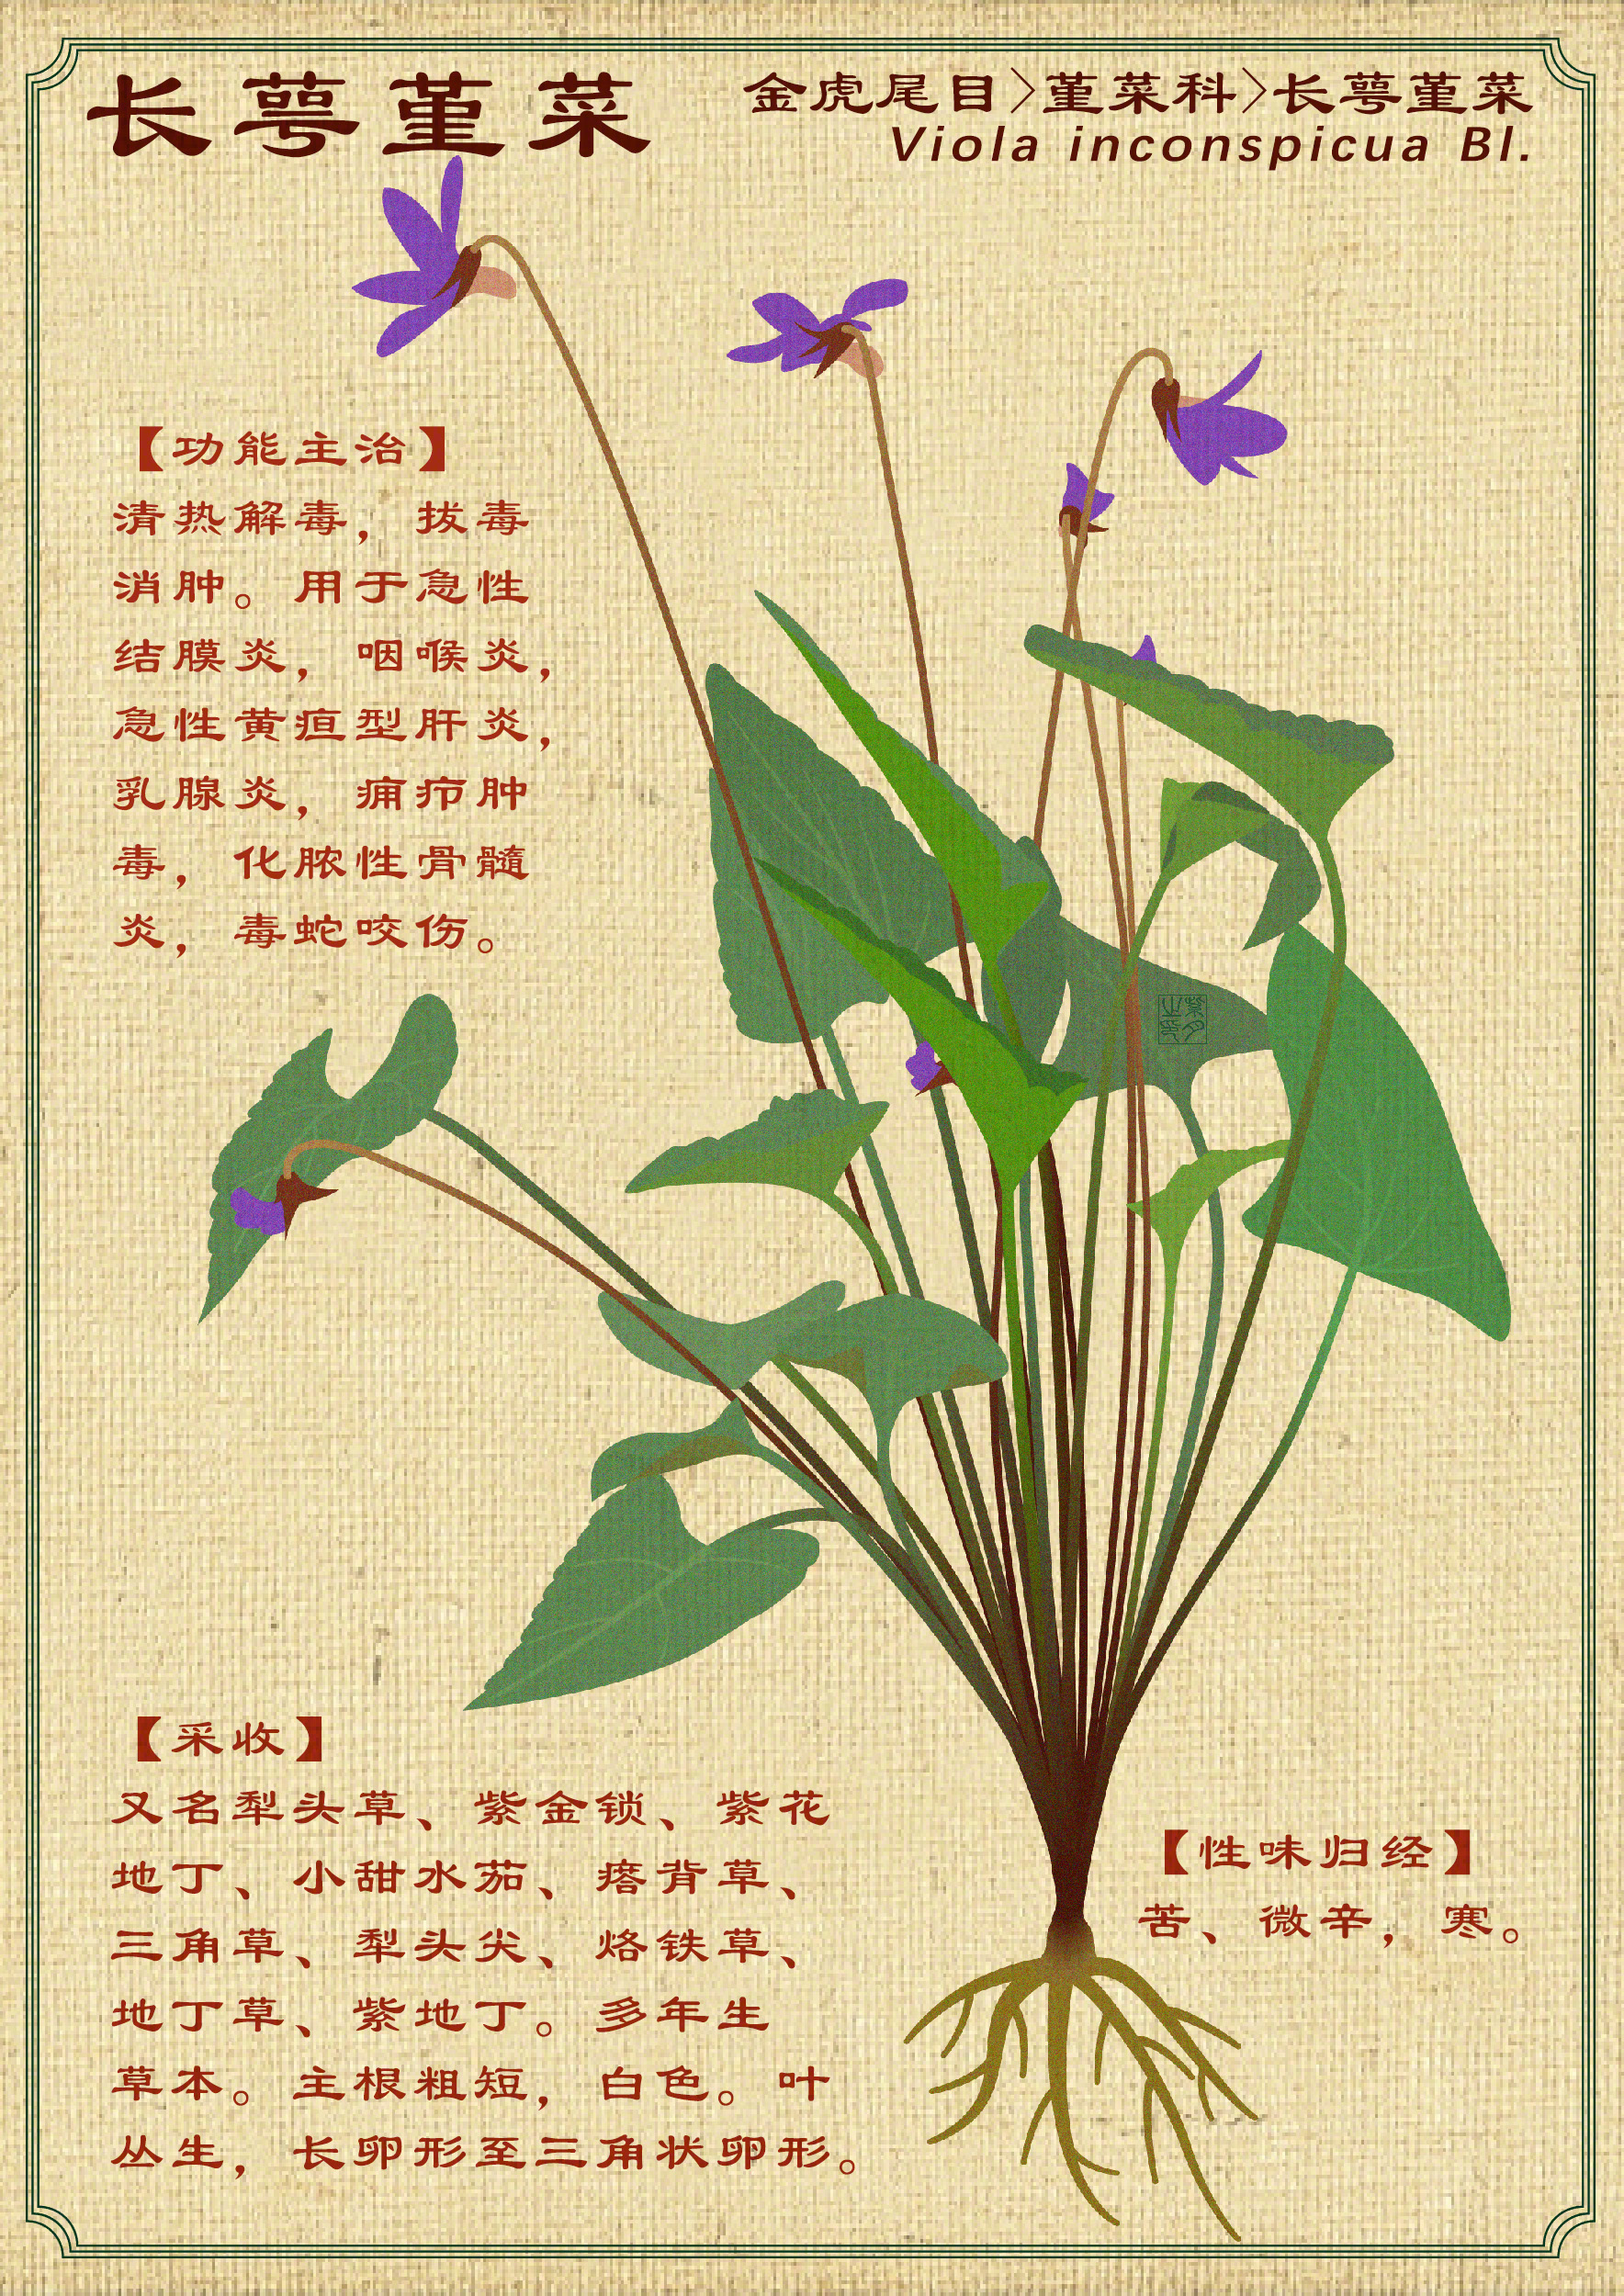 长萼堇菜
金虎尾目>堇菜科>长萼堇菜
Viola inconspicua Bl.
【功能主治】
清热解毒，拔毒
消肿。用于急性
结膜炎，咽喉炎，
急性黄疸型肝炎，
乳腺炎，痈疖肿
毒，化脓性骨髓
炎，毒蛇咬伤。
【采收】
又名犁头草、紫金锁、紫花
地丁、小甜水茄、瘩背草、
三角草、犁头尖、烙铁草、
地丁草、紫地丁。多年生
草本。主根粗短，白色。叶
丛生，长卵形至三角状卵形。
【性味归经】
苦、微辛，寒。